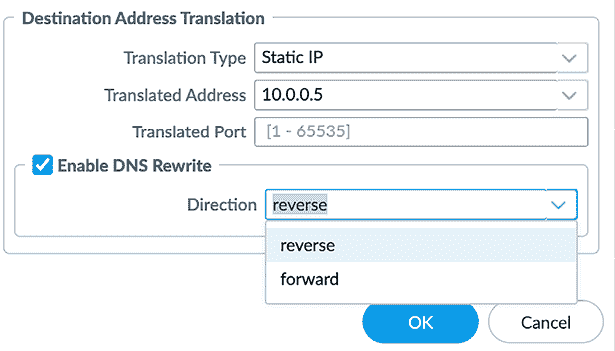 Destination Address Translation
Translation Type Static IP
Translated Address 10.0.0.5
Translated Port [1 - 65535]
Enable DNS Rewrite
Direction reverse
reverse
forward
OK Cancel